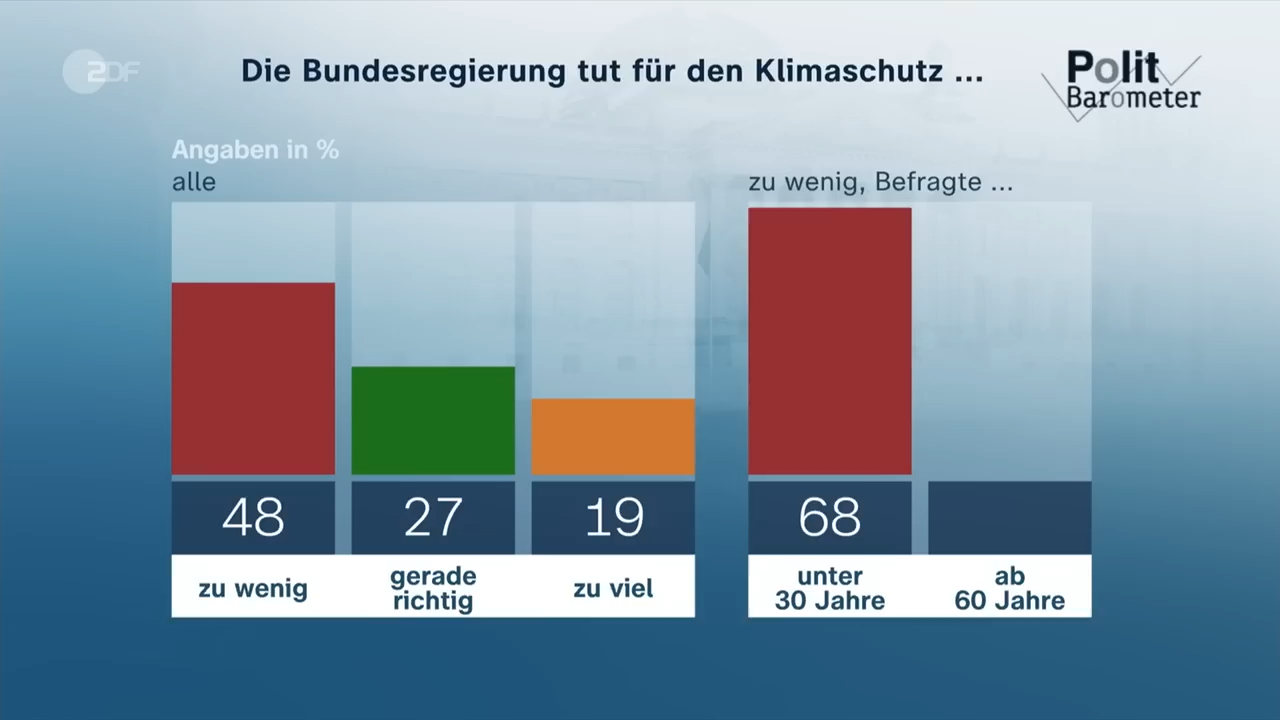 ZDF
Die Bundesregierung tut für den Klimaschutz ...
Polit
Barometer
Angaben in %
alle
48
27
19
zu wenig
gerade
richtig
zu viel
zu wenig, Befragte ...
68
unter
30 Jahre
ab
60 Jahre